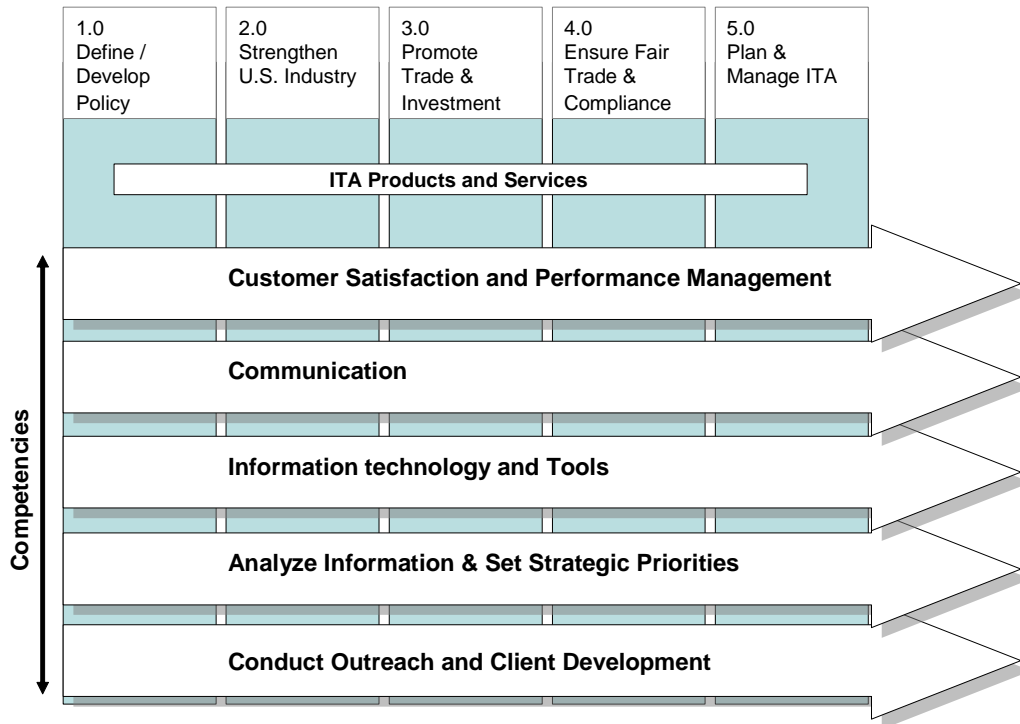 1.0
Define /
Develop
Policy
2.0
Strengthen
U.S. Industry
3.0
Promote
Trade &
Investment
4.0
Ensure Fair
Trade &
Compliance
5.0
Plan &
Manage ITA
ITA Products and Services
Customer Satisfaction and Performance Management
Communication
Information technology and Tools
Analyze Information & Set Strategic Priorities
Conduct Outreach and Client Development
Competencies